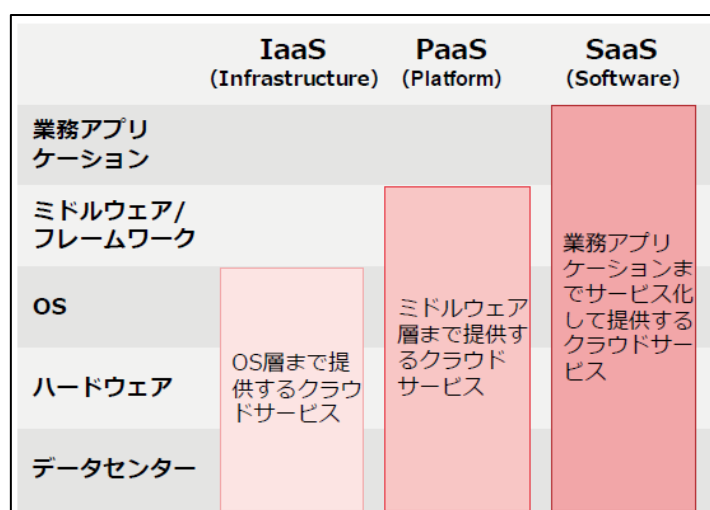 IaaS PaaS SaaS
(Infrastructure) (Platform) (Software)
業務アプリ
ケーション
ミドルウェア/
フレームワーク
OS
ハードウェア
データセンター
OS層まで提
供するクラウ
ドサービス
ミドルウェア
層まで提供す
るクラウド
サービス
業務アプリ
ケーションま
でサービス化
して提供する
クラウドサー
ビス